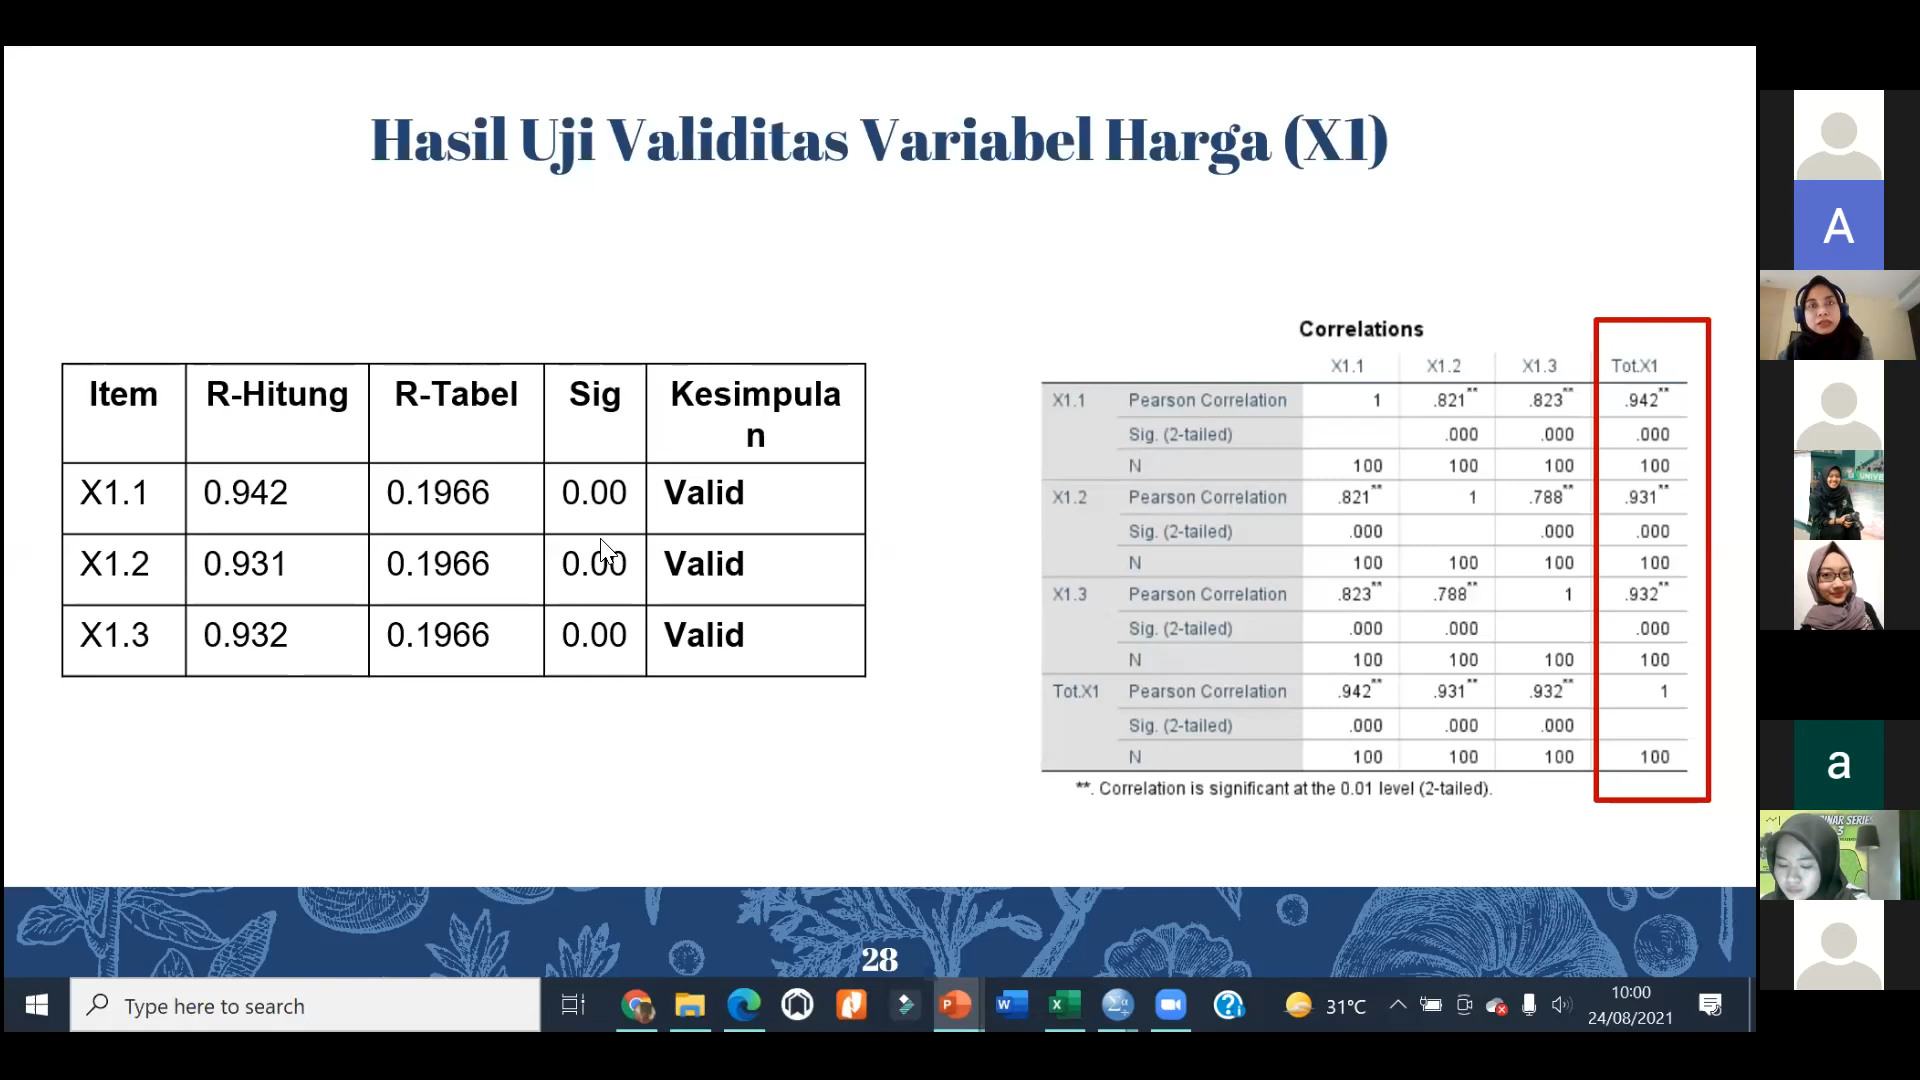 Hasil Uji Validitas Variabel Harga (X1)
Item R-Hitung R-Tabel Sig Kesimpula
n
X1.1 0.942 0.1966 0.00 Valid
X1.2 0.931 0.1966 0.00 Valid
X1.3 0.932 0.1966 0.00 Valid
Correlations
X1.1 X1.2 X1.3 Tot.X1
X1.1 Pearson Correlation 1 .821** .823** .942**
Sig. (2-tailed) .000 .000 .000
N 100 100 100 100
X1.2 Pearson Correlation .821** 1 .788** .931**
Sig. (2-tailed) .000 .000 .000
N 100 100 100 100
X1.3 Pearson Correlation .823** .788** 1 .932**
Sig. (2-tailed) .000 .000 .000
N 100 100 100 100
Tot.X1 Pearson Correlation .942** .931** .932** 1
Sig. (2-tailed) .000 .000 .000
N 100 100 100 100
**. Correlation is significant at the 0.01 level (2-tailed).
28
A
UNIVE
a
NAR SERIE
3
Type here to search
31°C
10:00
24/08/2021